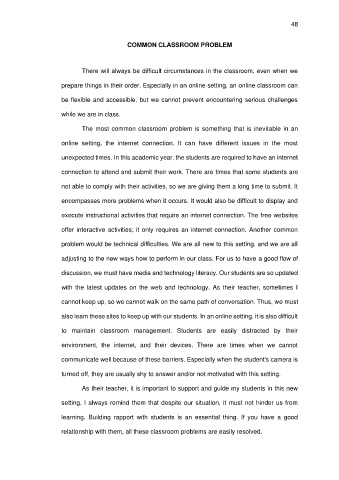 48
COMMON CLASSROOM PROBLEM
There will always be difficult circumstances in the classroom, even when we
prepare things in their order. Especially in an online setting, an online classroom can
be flexible and accessible, but we cannot prevent encountering serious challenges
while we are in class.
The most common classroom problem is something that is inevitable in an
online setting, the internet connection. It can have different issues in the most
unexpected times. In this academic year, the students are required to have an internet
connection to attend and submit their work. There are times that some students are
not able to comply with their activities, so we are giving them a long time to submit. It
encompasses more problems when it occurs. It would also be difficult to display and
execute instructional activities that require an internet connection. The free websites
offer interactive activities; it only requires an internet connection. Another common
problem would be technical difficulties. We are all new to this setting, and we are all
adjusting to the new ways how to perform in our class. For us to have a good flow of
discussion, we must have media and technology literacy. Our students are so updated
with the latest updates on the web and technology. As their teacher, sometimes I
cannot keep up, so we cannot walk on the same path of conversation. Thus, we must
also learn these sites to keep up with our students. In an online setting, it is also difficult
to maintain classroom management. Students are easily distracted by their
environment, the internet, and their devices. There are times when we cannot
communicate well because of these barriers. Especially when the student's camera is
turned off, they are usually shy to answer and/or not motivated with this setting.
As their teacher, it is important to support and guide my students in this new
setting. I always remind them that despite our situation, it must not hinder us from
learning. Building rapport with students is an essential thing. If you have a good
relationship with them, all these classroom problems are easily resolved.